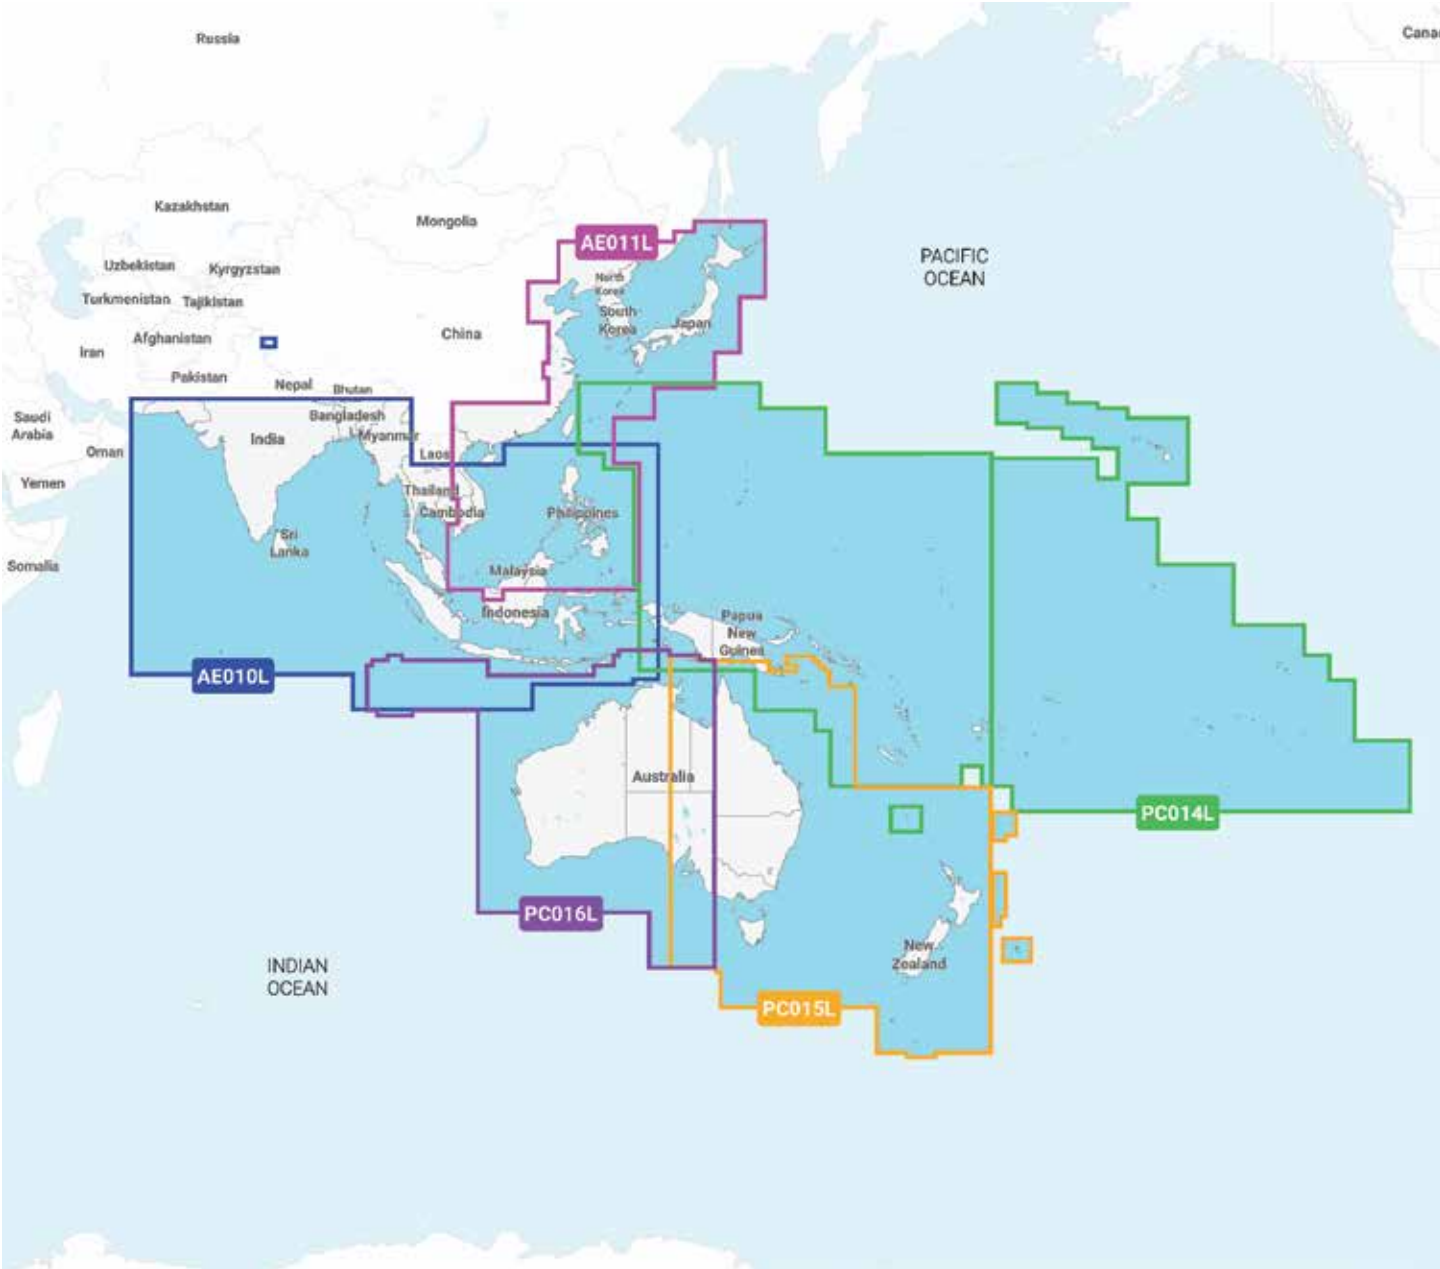 Russia
Cana
Kazakhstan
Mongolia
AE011L
PACIFIC
OCEAN
Uzbekistan
Kyrgyzstan
North
Korea
Turkmenistan
Tajikistan
South
Korea
Japan
China
Afghanistan
Iran
Pakistan
Nepal
Bhutan
Saudi
Arabia
Bangladesh
India
Myanmar
Oman
Laos
Yemen
Thailand
Cambodia
Philippines
Sri
Lanka
Somalia
Malaysia
Indonesia
Papua
New
Guinea
AE010L
Australia
PC014L
PC016L
New
Zealand
INDIAN
OCEAN
PC015L